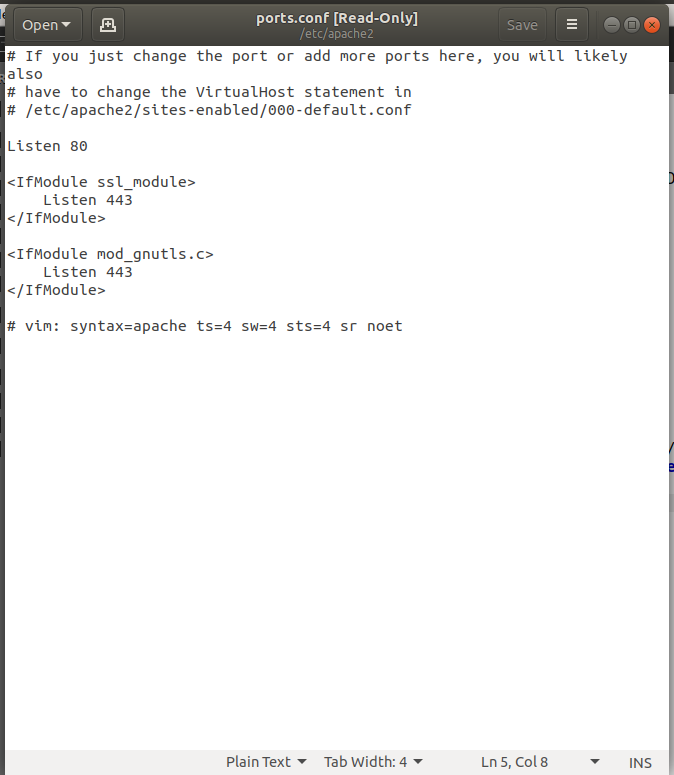 Open
ports.conf [Read-Only]
/etc/apache2
Save
# If you just change the port or add more ports here, you will likely
also
# have to change the VirtualHost statement in
# /etc/apache2/sites-enabled/000-default.conf
Listen 80
<IfModule ssl_module>
    Listen 443
</IfModule>
<IfModule mod_gnutls.c>
    Listen 443
</IfModule>
# vim: syntax=apache ts=4 sw=4 sts=4 sr noet
Plain Text Tab Width: 4 Ln 5, Col 8 INS